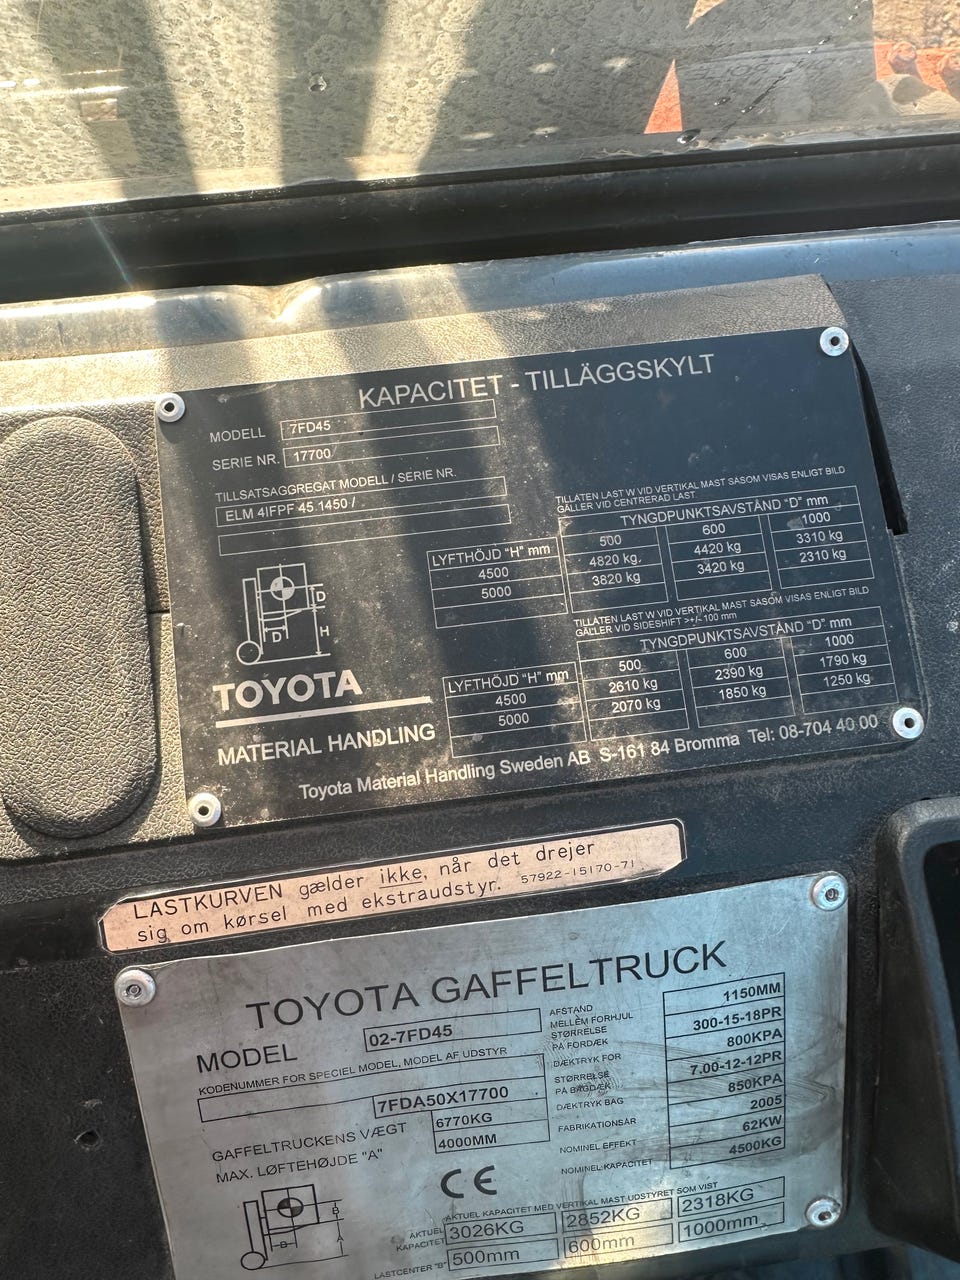 KAPACITET - TILLÄGGSKYLT
MODELL 7FD45
SERIE NR. 17700
TILLSATSAGGREGAT MODELL / SERIE NR.
ELM 4IFPF 45 1450 /
TILLÅTEN LAST W VID VERTIKAL MAST SÅSOM VISAS ENLIGT BILD
GÄLLER VID CENTRERAD LAST
TYNGDPUNKTSAVSTÅND "D" mm
LYFTHÖJD "H" mm 500 600 1000
4500 4820 kg. 4420 kg 3310 kg
5000 3820 kg 3420 kg 2310 kg
D
D
H
TILLÅTEN LAST W VID VERTIKAL MAST SÅSOM VISAS ENLIGT BILD
GÄLLER VID SIDESHIFT >+/-100 mm
TYNGDPUNKTSAVSTÅND "D" mm
LYFTHÖJD "H" mm 500 600 1000
4500 2610 kg 2390 kg 1790 kg
5000 2070 kg 1850 kg 1250 kg
TOYOTA
MATERIAL HANDLING
Toyota Material Handling Sweden AB S-161 84 Bromma Tel: 08-704 40 00
LASTKURVEN gælder ikke, når det drejer
sig om kørsel med ekstraudstyr. 57922-15170-71
TOYOTA GAFFELTRUCK
MODEL 02-7FD45
KODENUMMER FOR SPECIEL MODEL, MODEL AF UDSTYR
7FDA50X17700
GAFFELTRUCKENS VÆGT 6770KG
MAX. LØFTEHØJDE "A" 4000MM
AFSTAND
MELLEM FORHJUL 1150MM
STØRRELSE
PÅ FORDÆK 300-15-18PR
DÆKTRYK FOR 800KPA
STØRRELSE
PÅ BAGDÆK 7.00-12-12PR
DÆKTRYK BAG 850KPA
FABRIKATIONSÅR 2005
NOMINEL EFFEKT 62KW
NOMINEL KAPACITET 4500KG
CE
B
B
A
AKTUEL KAPACITET MED VERTIKAL MAST UDSTYRET SOM VIST
AKTUEL
KAPACITET 3026KG 2852KG 2318KG
LASTCENTER "B" 500mm 600mm 1000mm